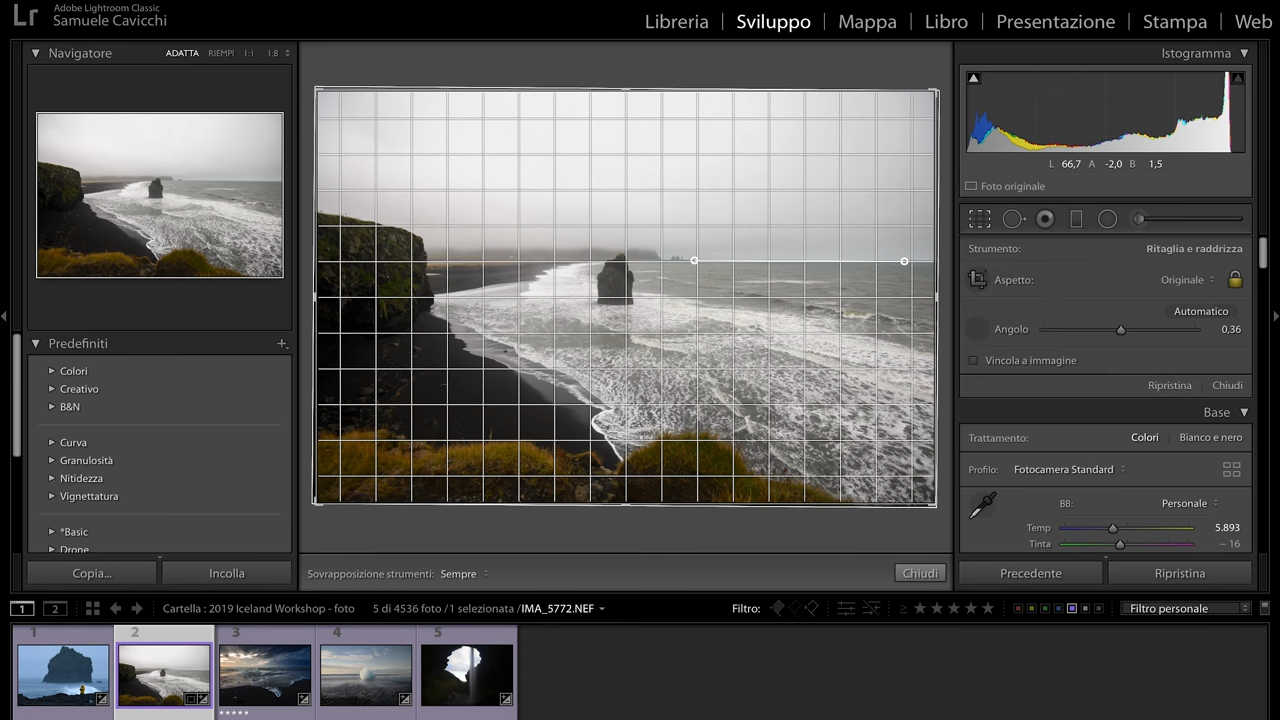 Lr
Adobe Lightroom Classic
Samuele Cavicchi
Libreria | Sviluppo | Mappa | Libro | Presentazione | Stampa | Web
Navigatore ADATTA RIEMPI 1:1 1:8
Istogramma
L 66,7 A -2,0 B 1,5
Foto originale
Strumento: Ritaglia e raddrizza
Aspetto: Originale
Automatico
Angolo 0,36
Vincola a immagine
Ripristina | Chiudi
Base
Trattamento: Colori | Bianco e nero
Profilo: Fotocamera Standard
BB: Personale
Temp 5.893
Tinta – 16
Precedente Ripristina
Predefiniti
Colori
Creativo
B&N
Curva
Granulosità
Nitidezza
Vignettatura
*Basic
Drone
Copia... Incolla
Sovrapposizione strumenti: Sempre
Chiudi
1 2 Cartella : 2019 Iceland Workshop - foto 5 di 4536 foto / 1 selezionata / IMA_5772.NEF Filtro: Filtro personale
1 2 3 4 5